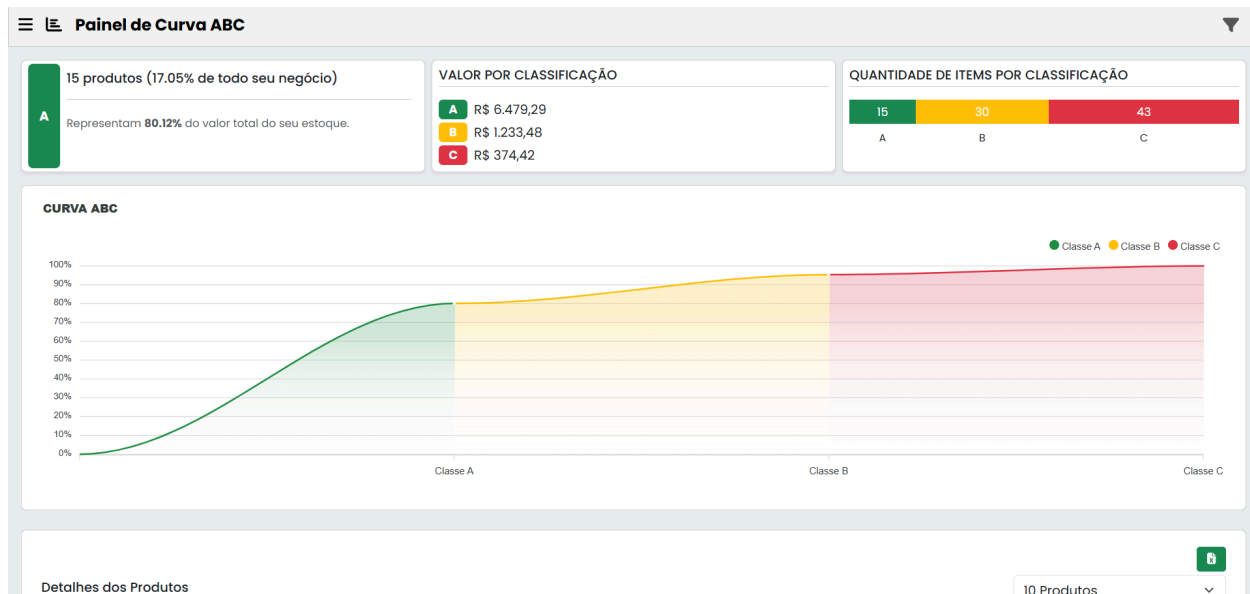 Painel de Curva ABC
A
15 produtos (17.05% de todo seu negócio)
Representam 80.12% do valor total do seu estoque.
VALOR POR CLASSIFICAÇÃO
A R$ 6.479,29
B R$ 1.233,48
C R$ 374,42
QUANTIDADE DE ITEMS POR CLASSIFICAÇÃO
15 30 43
A B C
CURVA ABC
Classe A Classe B Classe C
100%
90%
80%
70%
60%
50%
40%
30%
20%
10%
0%
Classe A Classe B Classe C
Detalhes dos Produtos
10 Produtos